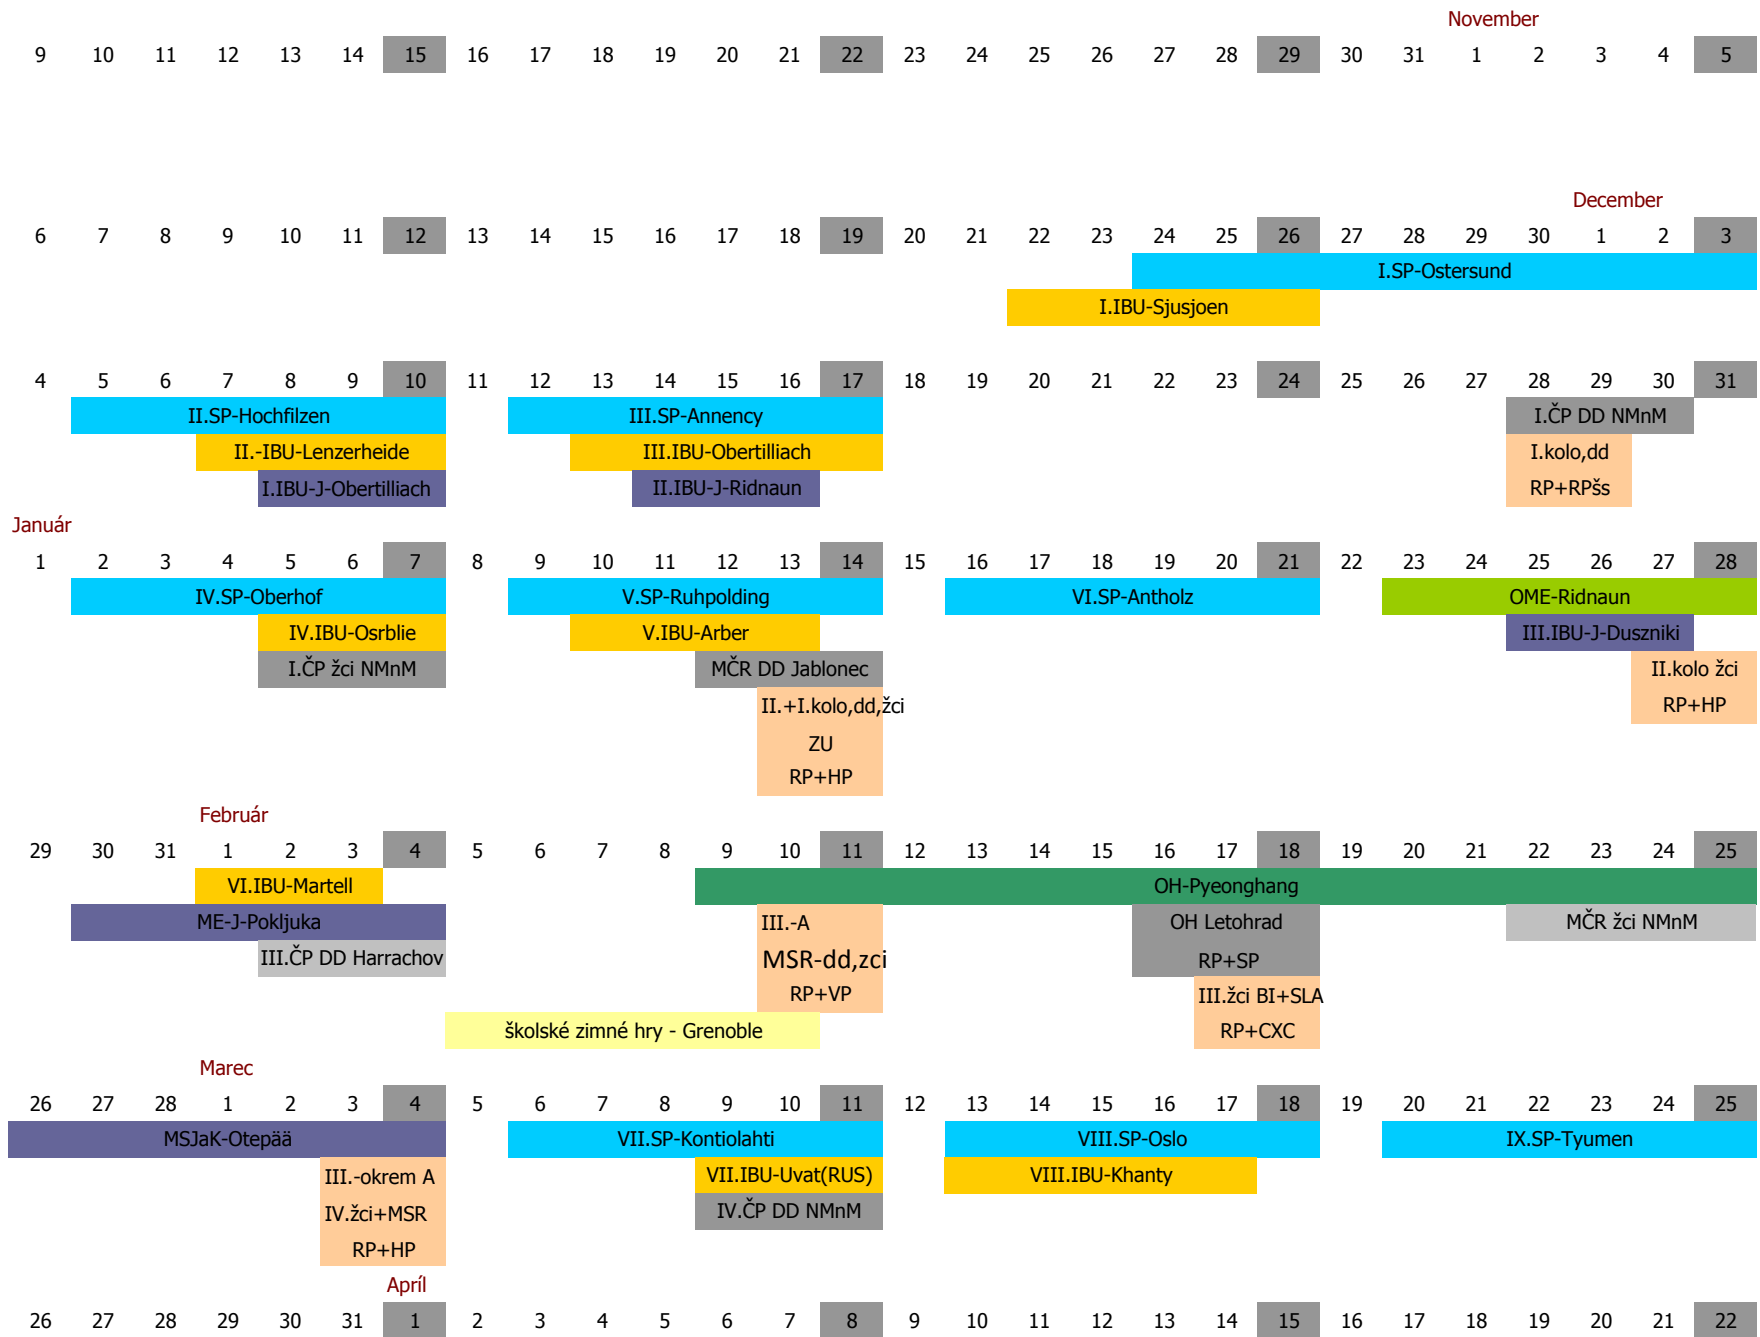 November
9 10 11 12 13 14 15 16 17 18 19 20 21 22 23 24 25 26 27 28 29 30 31 1 2 3 4 5
December
6 7 8 9 10 11 12 13 14 15 16 17 18 19 20 21 22 23 24 25 26 27 28 29 30 1 2 3
I.SP-Ostersund
I.IBU-Sjusjoen
4 5 6 7 8 9 10 11 12 13 14 15 16 17 18 19 20 21 22 23 24 25 26 27 28 29 30 31
II.SP-Hochfilzen III.SP-Annency I.ČP DD NMnM
II.-IBU-Lenzerheide III.IBU-Obertilliach I.kolo,dd
I.IBU-J-Obertilliach II.IBU-J-Ridnaun RP+RPšs
Január
1 2 3 4 5 6 7 8 9 10 11 12 13 14 15 16 17 18 19 20 21 22 23 24 25 26 27 28
IV.SP-Oberhof V.SP-Ruhpolding VI.SP-Antholz OME-Ridnaun
IV.IBU-Osrblie V.IBU-Arber III.IBU-J-Duszniki
I.ČP žci NMnM MČR DD Jablonec II.kolo žci
II.+I.kolo,dd,žci RP+HP
ZU
RP+HP
Február
29 30 31 1 2 3 4 5 6 7 8 9 10 11 12 13 14 15 16 17 18 19 20 21 22 23 24 25
VI.IBU-Martell OH-Pyeonghang
ME-J-Pokljuka III.-A OH Letohrad MČR žci NMnM
III.ČP DD Harrachov MSR-dd,zci RP+SP
RP+VP III.žci BI+SLA
školské zimné hry - Grenoble RP+CXC
Marec
26 27 28 1 2 3 4 5 6 7 8 9 10 11 12 13 14 15 16 17 18 19 20 21 22 23 24 25
MSJaK-Otepää VII.SP-Kontiolahti VIII.SP-Oslo IX.SP-Tyumen
III.-okrem A VII.IBU-Uvat(RUS) VIII.IBU-Khanty
IV.žci+MSR IV.ČP DD NMnM
RP+HP
Apríl
26 27 28 29 30 31 1 2 3 4 5 6 7 8 9 10 11 12 13 14 15 16 17 18 19 20 21 22